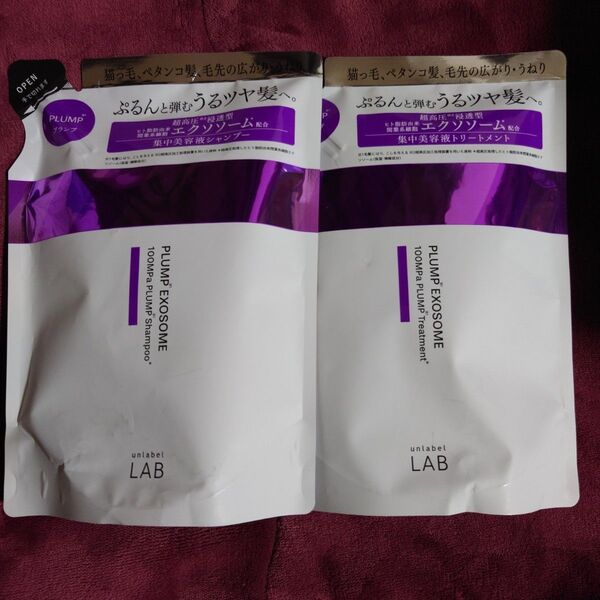 OPEN
手で切れます
猫っ毛、ペタンコ髪、毛先の広がり・うねり
PLUMP
プランプ
ぷるんと弾むうるツヤ髪へ。
超高圧 浸透型
ヒト脂肪由来
間葉系細胞
エクソソーム配合
集中美容液シャンプー
PLUMP EXOSOME
100MPa PLUMP Shampoo
unlabel
LAB
猫っ毛、ペタンコ髪、毛先の広がり・うねり
ぷるんと弾むうるツヤ髪へ。
超高圧 浸透型
ヒト脂肪由来
間葉系細胞
エクソソーム配合
集中美容液トリートメント
PLUMP EXOSOME
100MPa PLUMP Treatment
unlabel
LAB